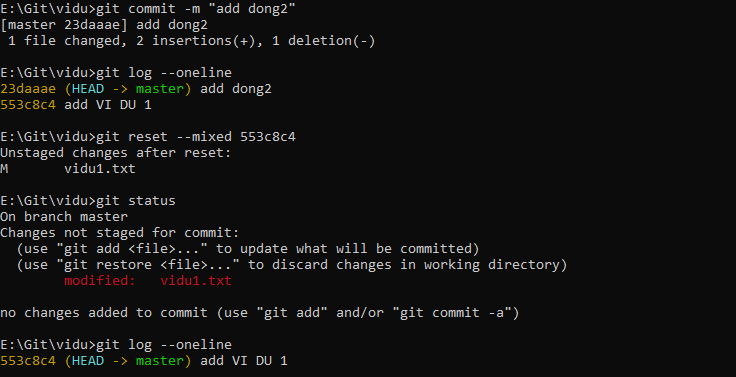 E:\Git\vidu>git commit -m "add dong2"
[master 23daaae] add dong2
 1 file changed, 2 insertions(+), 1 deletion(-)

E:\Git\vidu>git log --oneline
23daaae (HEAD -> master) add dong2
553c8c4 add VI DU 1

E:\Git\vidu>git reset --mixed 553c8c4
Unstaged changes after reset:
M       vidu1.txt

E:\Git\vidu>git status
On branch master
Changes not staged for commit:
  (use "git add <file>..." to update what will be committed)
  (use "git restore <file>..." to discard changes in working directory)
        modified:   vidu1.txt

no changes added to commit (use "git add" and/or "git commit -a")

E:\Git\vidu>git log --oneline
553c8c4 (HEAD -> master) add VI DU 1